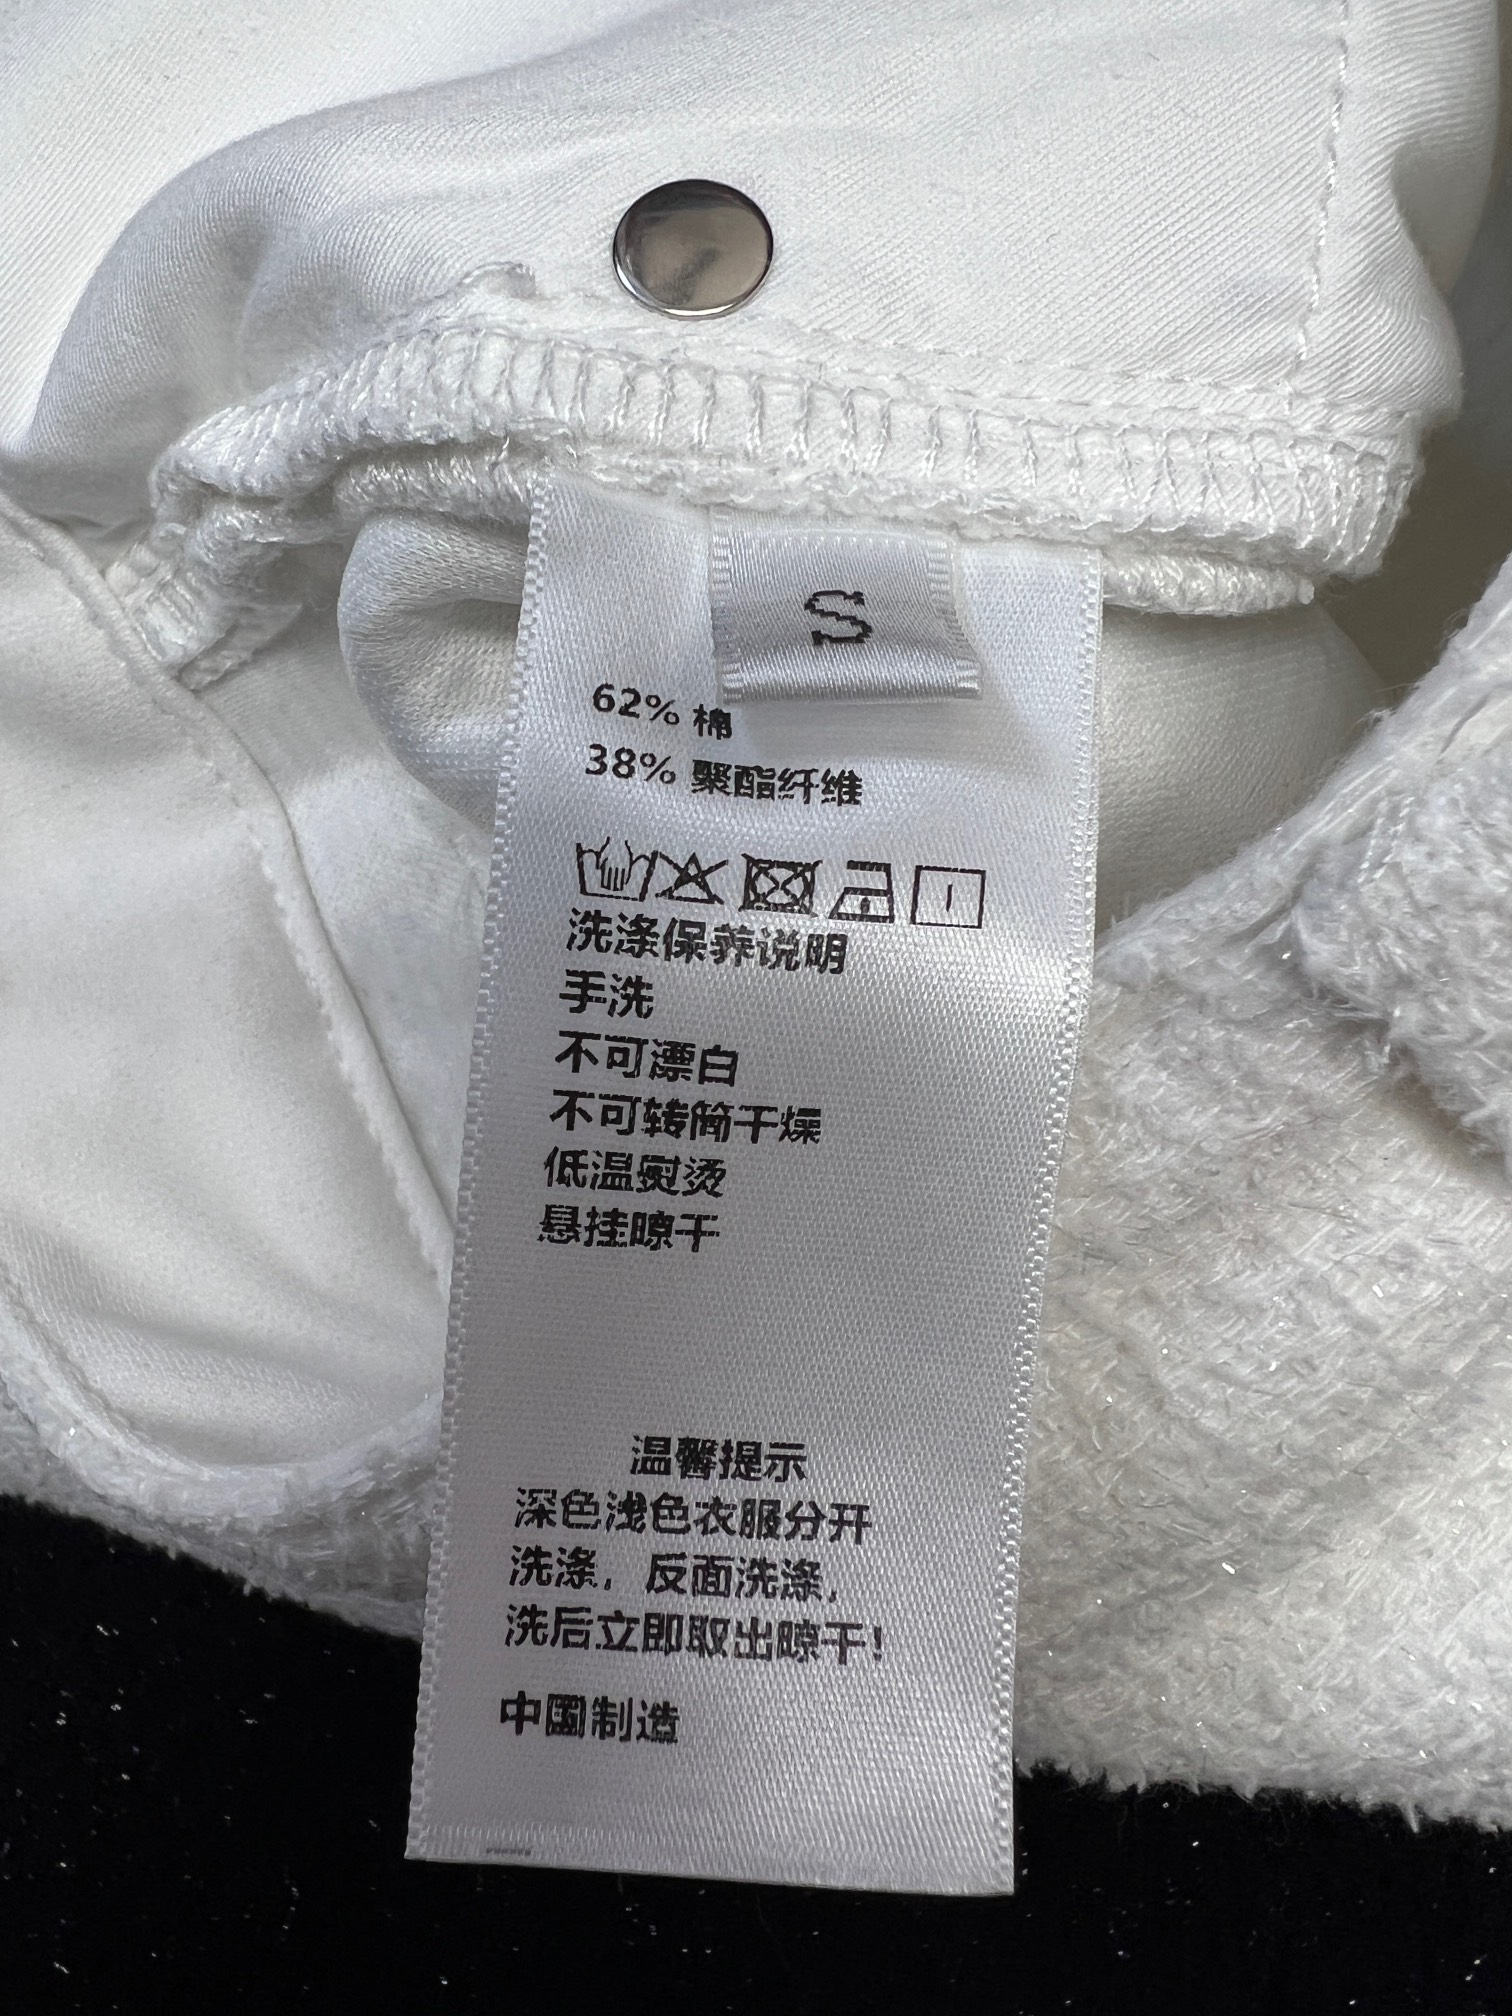 S
62% 棉
38% 聚酯纤维
洗涤保养说明
手洗
不可漂白
不可转筒干燥
低温熨烫
悬挂晾干
温馨提示
深色浅色衣服分开
洗涤，反面洗涤，
洗后立即取出晾干！
中国制造